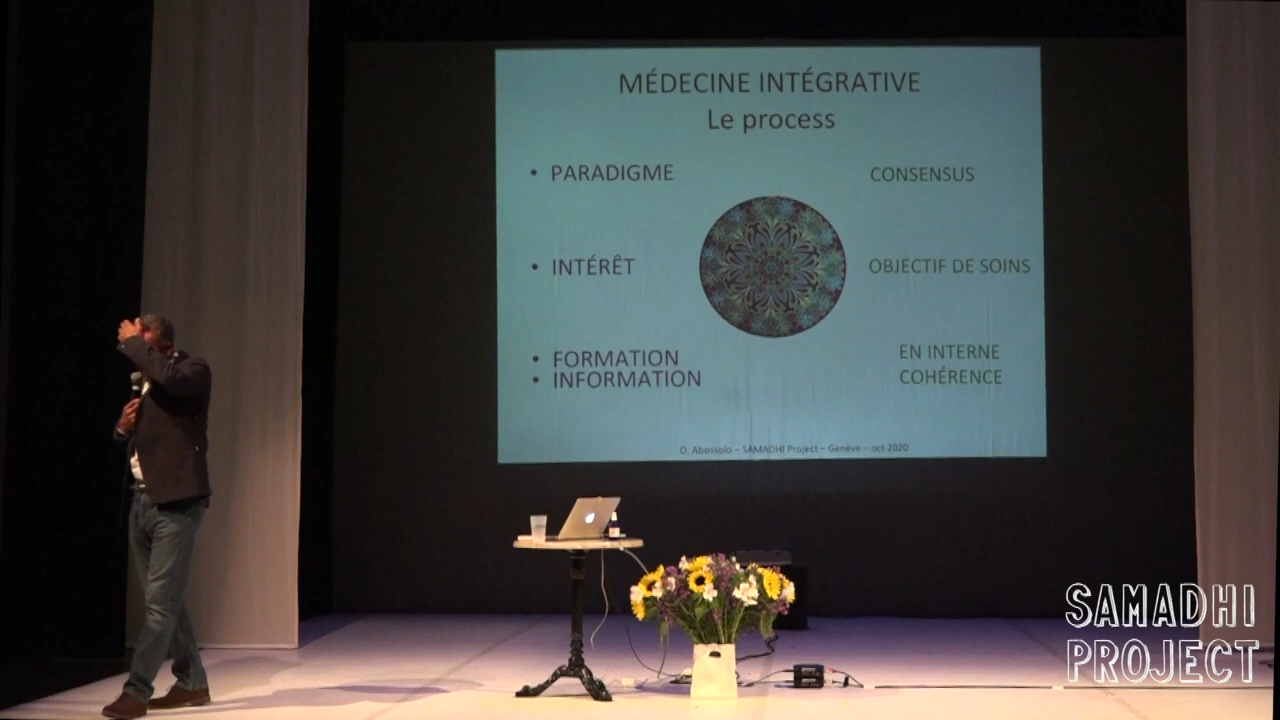 MÉDECINE INTÉGRATIVE
Le process
• PARADIGME
CONSENSUS
• INTÉRÊT
OBJECTIF DE SOINS
• FORMATION
• INFORMATION
EN INTERNE
COHÉRENCE
O. Abossolo – SAMADHI Project – Genève – oct 2020
SAMADHI
PROJECT